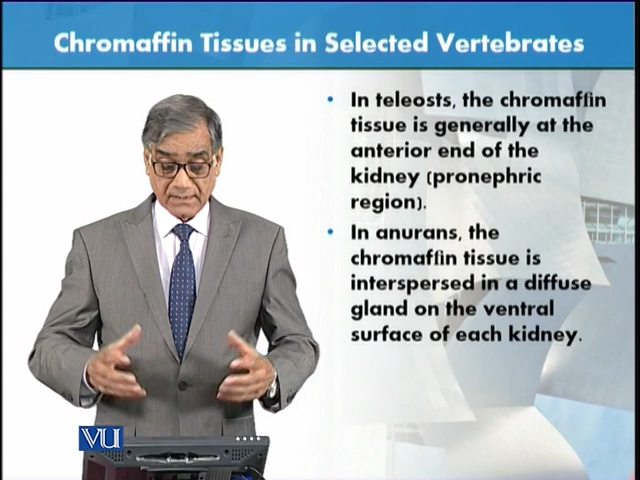 Chromaffin Tissues in Selected Vertebrates
• In teleosts, the chromaffin
tissue is generally at the
anterior end of the
kidney (pronephric
region).
• In anurans, the
chromaffin tissue is
interspersed in a diffuse
gland on the ventral
surface of each kidney.
VU